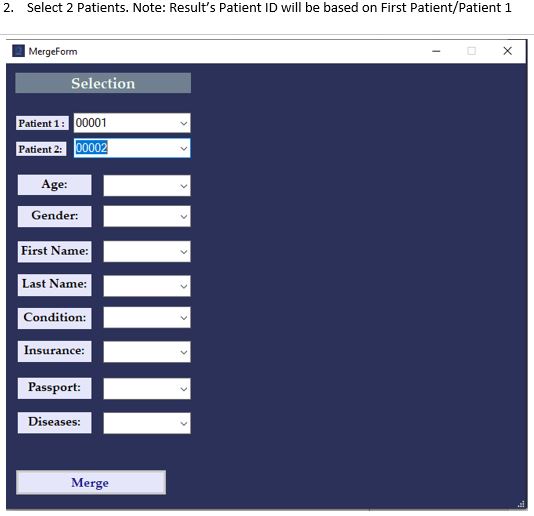 2. Select 2 Patients. Note: Result's Patient ID will be based on First Patient/Patient 1
MergeForm
Selection
Patient 1 : 00001
Patient 2: 00002
Age:
Gender:
First Name:
Last Name:
Condition:
Insurance:
Passport:
Diseases:
Merge